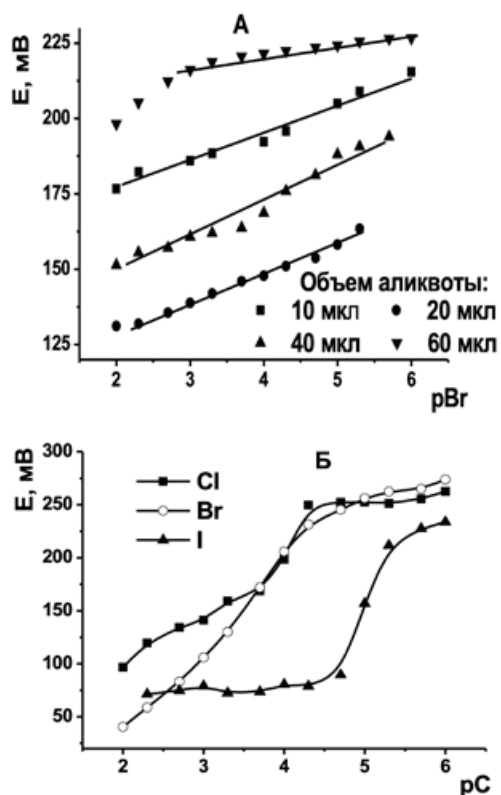 А
E, мВ
225
200
175
150
125
Объем аликвоты:
10 мкл 20 мкл
40 мкл 60 мкл
2 3 4 5 6
pBr
Б
E, мВ
300
250
200
150
100
50
Cl
Br
I
2 3 4 5 6
pC